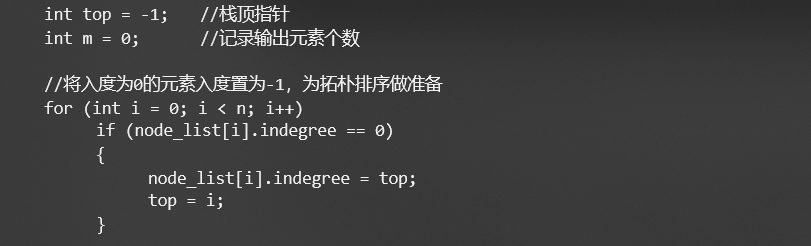 int top = -1;   //栈顶指针
int m = 0;      //记录输出元素个数
//将入度为0的元素入度置为-1，为拓朴排序做准备
for (int i = 0; i < n; i++)
if (node_list[i].indegree == 0)
{
node_list[i].indegree = top;
top = i;
}